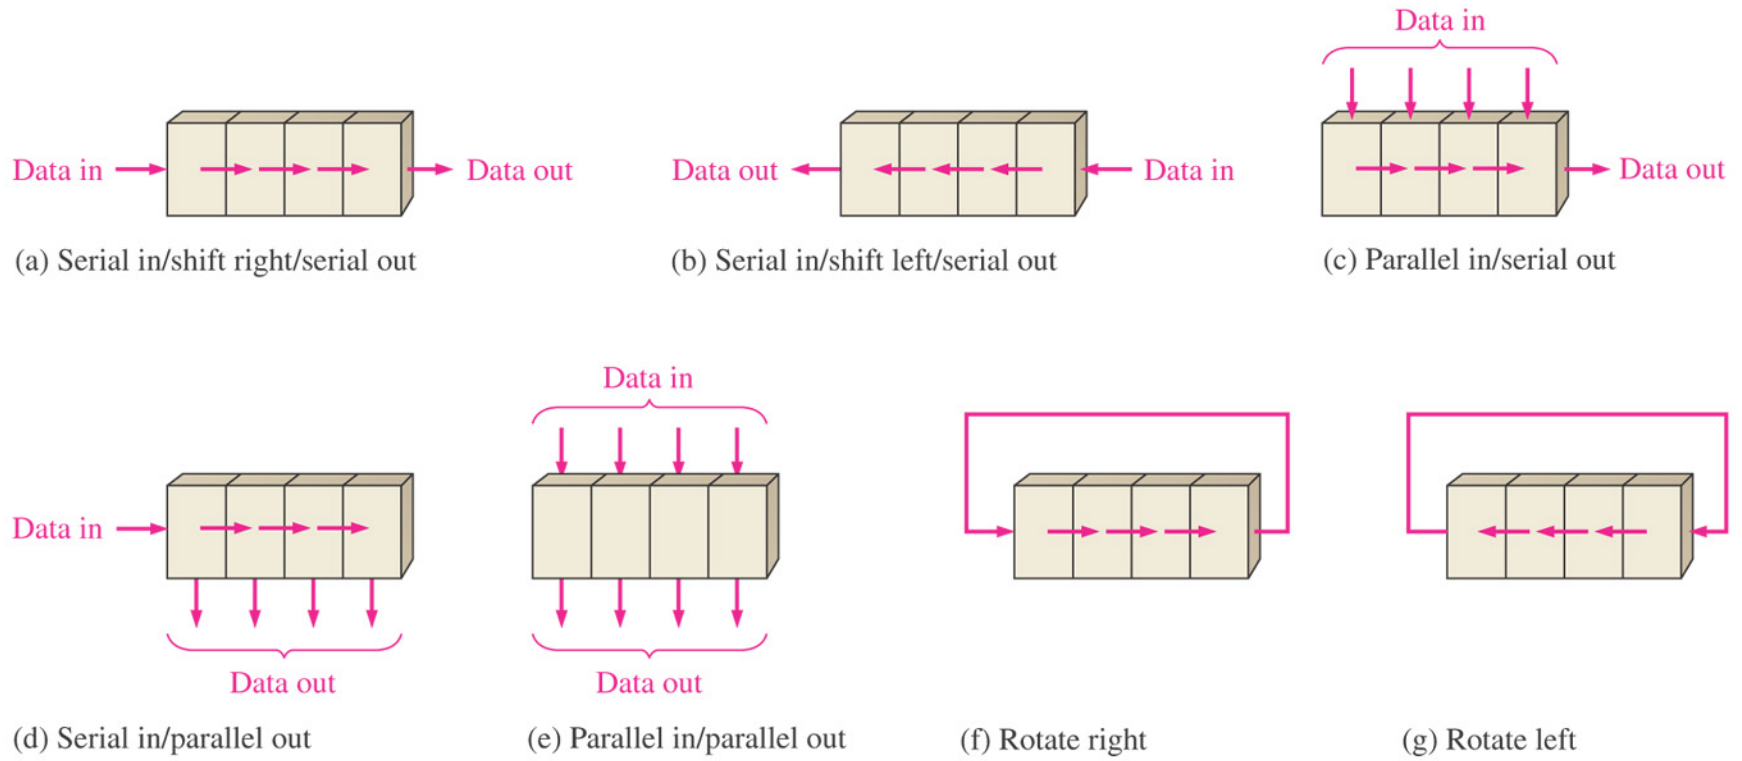 Data in
Data in
Data out
Data out
Data in
Data out
(a) Serial in/shift right/serial out
(b) Serial in/shift left/serial out
(c) Parallel in/serial out
Data in
Data in
Data out
Data out
(d) Serial in/parallel out
(e) Parallel in/parallel out
(f) Rotate right
(g) Rotate left